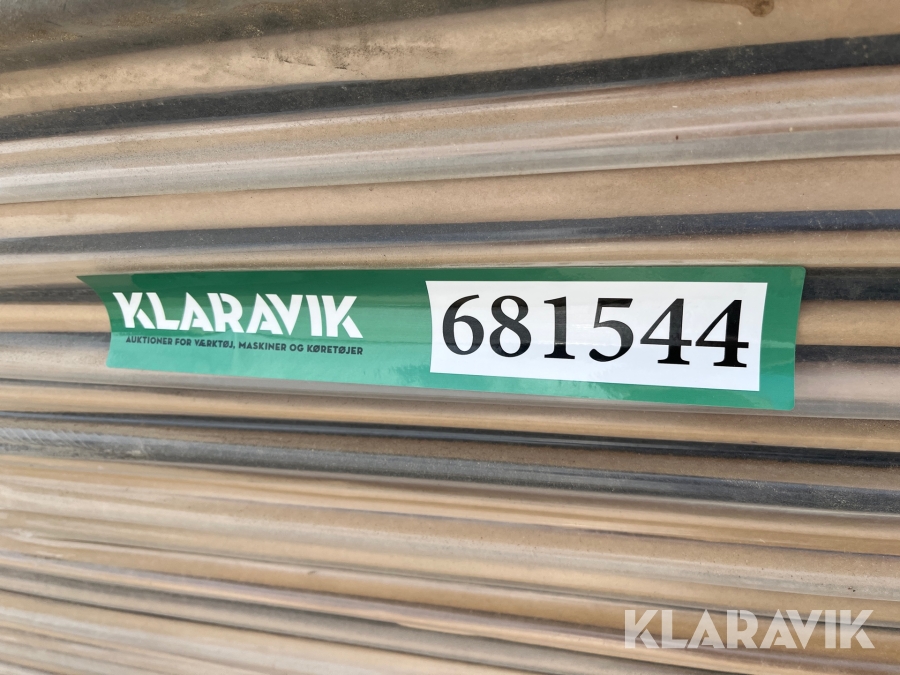 KLARAVIK
AUKTIONER FOR VÆRKTØJ, MASKINER OG KØRETØJER
681544
KLARAVIK